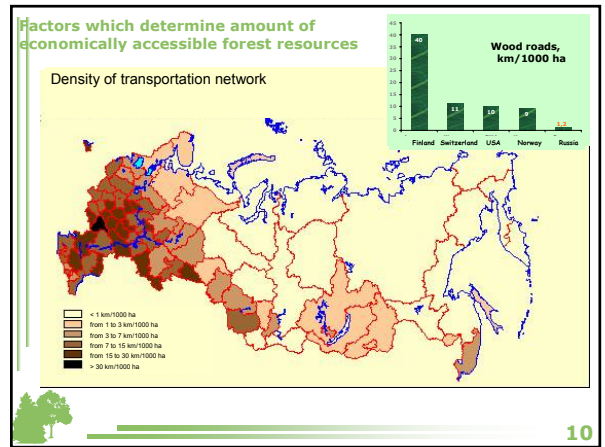 Factors which determine amount of
economically accessible forest resources
Density of transportation network
Wood roads,
km/1000 ha
45
40
35
30
25
20
15
10
5
0
40
11
10
9
1,2
Finland Switzerland USA Norway Russia
< 1 km/1000 ha
from 1 to 3 km/1000 ha
from 3 to 7 km/1000 ha
from 7 to 15 km/1000 ha
from 15 to 30 km/1000 ha
> 30 km/1000 ha
10